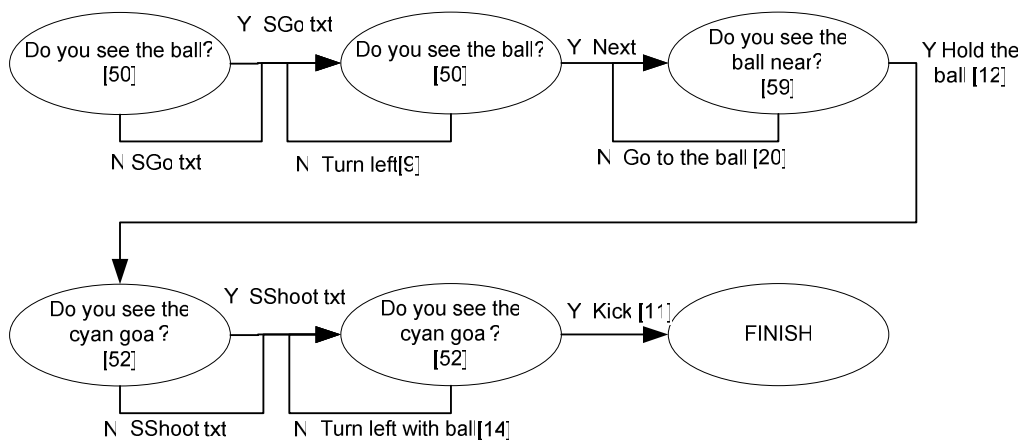 Do you see the ball?
[50]
Y SGo txt
N SGo txt
Do you see the ball?
[50]
N Turn left[9]
Y Next
Do you see the
ball near?
[59]
N Go to the ball [20]
Y Hold the
ball [12]
Do you see the
cyan goa ?
[52]
Y SShoot txt
N SShoot txt
Do you see the
cyan goa ?
[52]
N Turn left with ball[14]
Y Kick [11]
FINISH